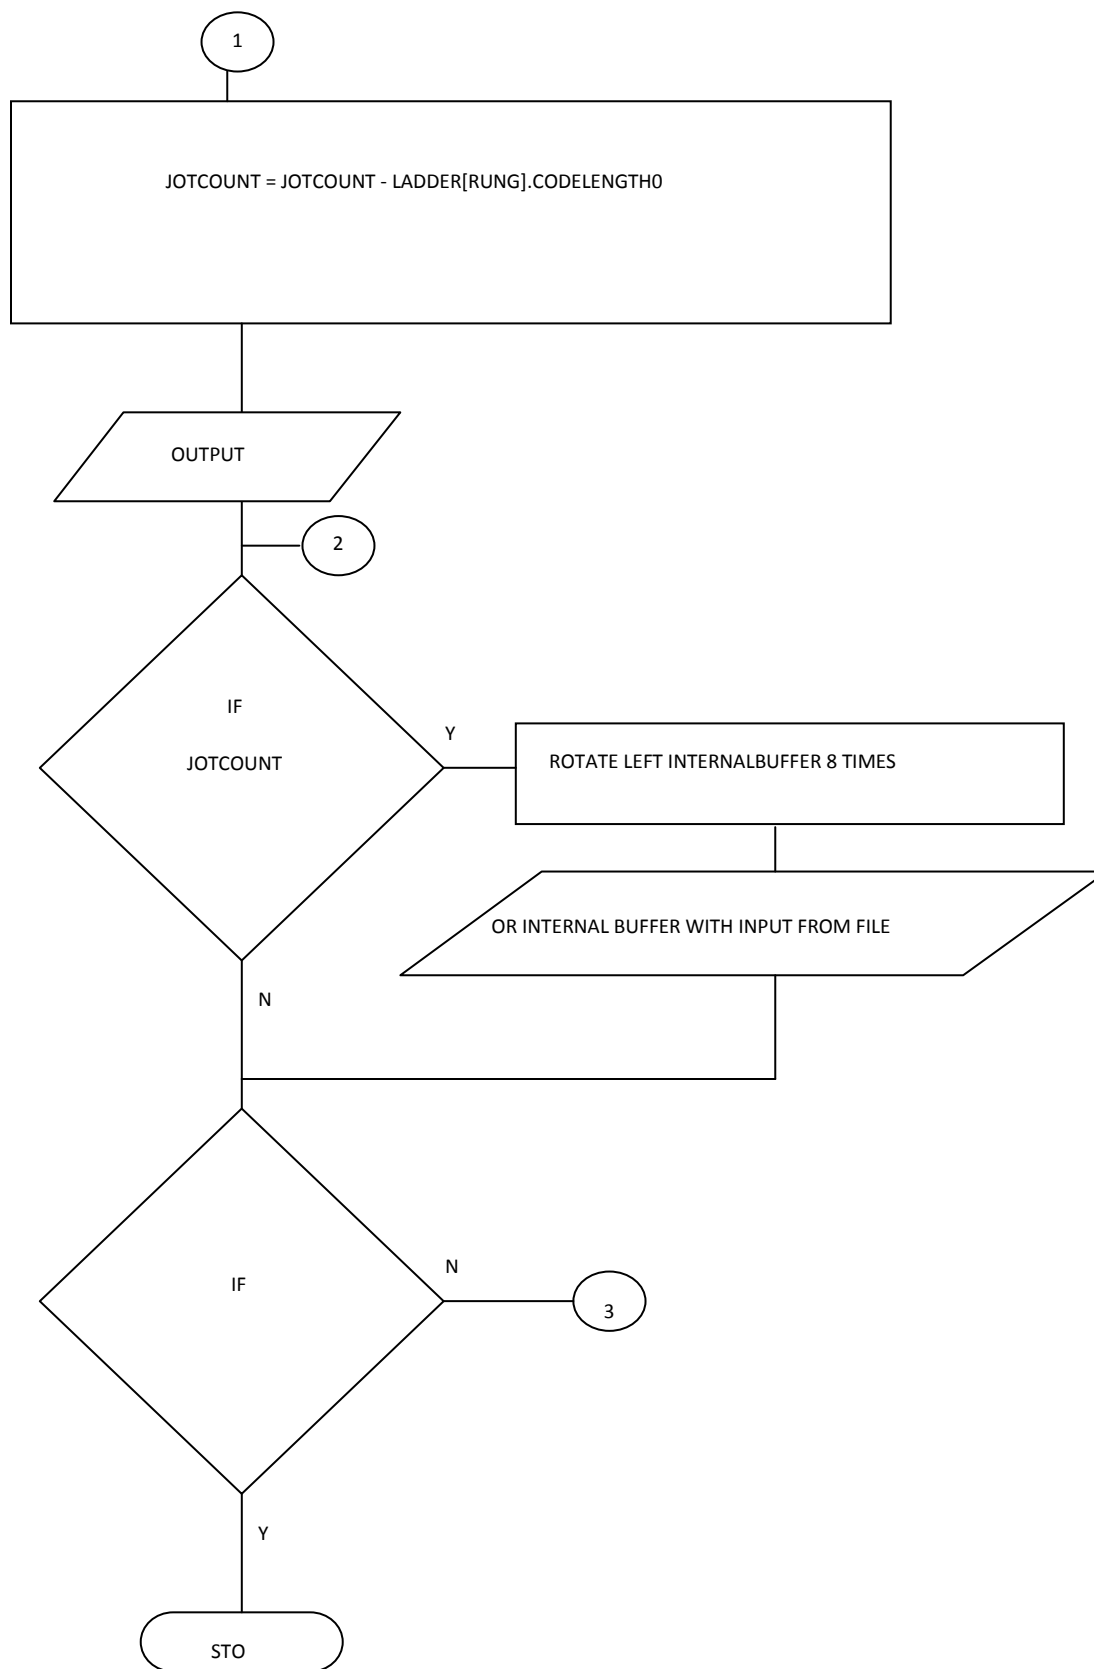 1
JOTCOUNT = JOTCOUNT - LADDER[RUNG].CODELENGTH0
OUTPUT
2
IF
JOTCOUNT
Y
ROTATE LEFT INTERNALBUFFER 8 TIMES
OR INTERNAL BUFFER WITH INPUT FROM FILE
N
IF
N
3
Y
STO